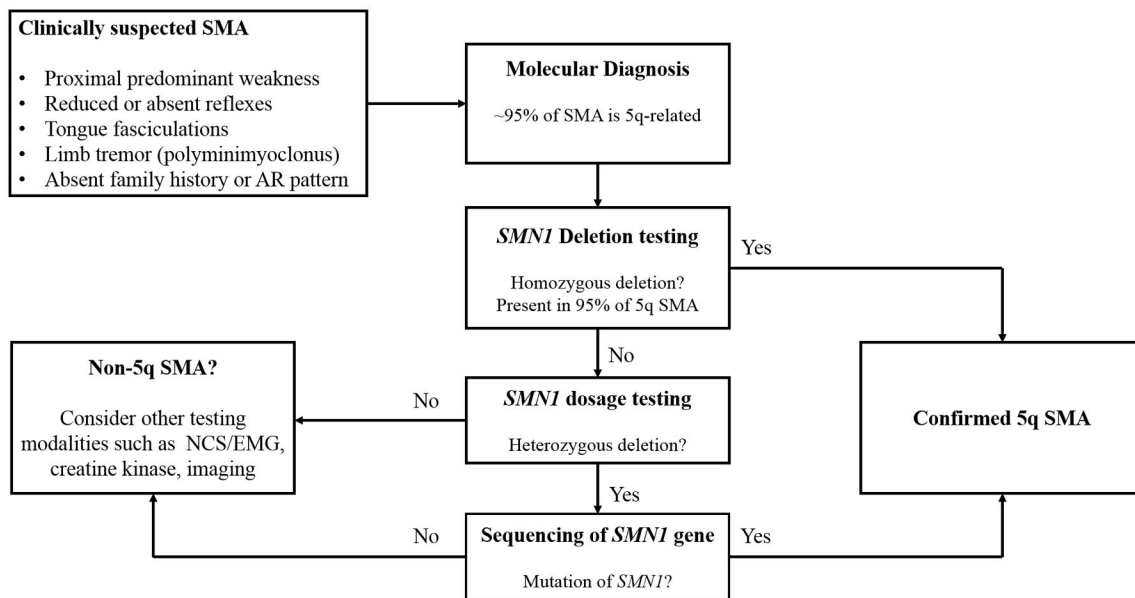 Clinically suspected SMA
• Proximal predominant weakness
• Reduced or absent reflexes
• Tongue fasciculations
• Limb tremor (polyminimyoclonus)
• Absent family history or AR pattern
Molecular Diagnosis
~95% of SMA is 5q-related
SMN1 Deletion testing
Homozygous deletion?
Present in 95% of 5q SMA
Yes
No
Non-5q SMA?
Consider other testing
modalities such as NCS/EMG,
creatine kinase, imaging
No
SMN1 dosage testing
Heterozygous deletion?
Confirmed 5q SMA
Yes
No
Sequencing of SMN1 gene
Mutation of SMN1?
Yes